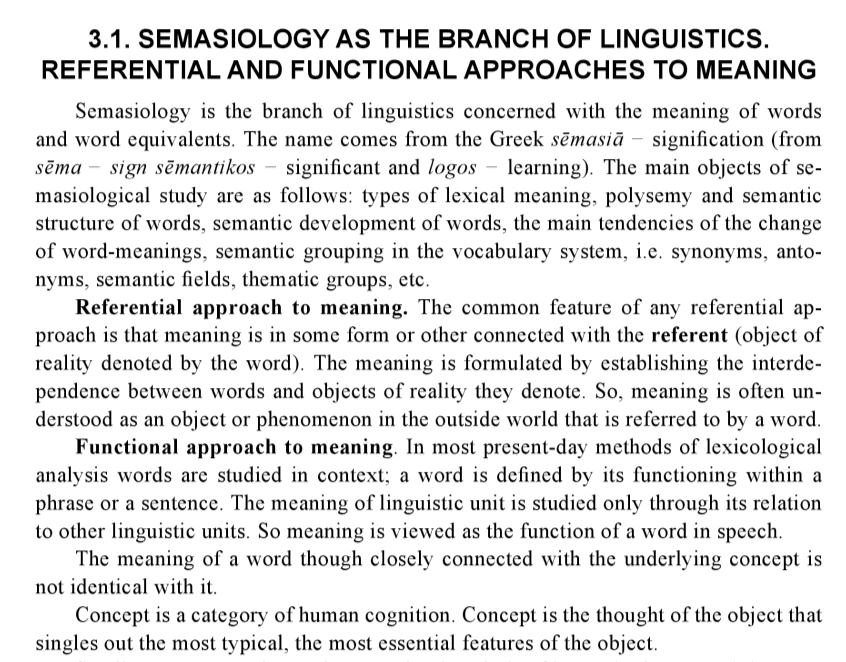 3.1. SEMASIOLOGY AS THE BRANCH OF LINGUISTICS.
REFERENTIAL AND FUNCTIONAL APPROACHES TO MEANING
Semasiology is the branch of linguistics concerned with the meaning of words
and word equivalents. The name comes from the Greek sēmasiā – signification (from
sēma – sign sēmantikos – significant and logos – learning). The main objects of se-
masiological study are as follows: types of lexical meaning, polysemy and semantic
structure of words, semantic development of words, the main tendencies of the change
of word-meanings, semantic grouping in the vocabulary system, i.e. synonyms, anto-
nyms, semantic fields, thematic groups, etc.
Referential approach to meaning. The common feature of any referential ap-
proach is that meaning is in some form or other connected with the referent (object of
reality denoted by the word). The meaning is formulated by establishing the interde-
pendence between words and objects of reality they denote. So, meaning is often un-
derstood as an object or phenomenon in the outside world that is referred to by a word.
Functional approach to meaning. In most present-day methods of lexicological
analysis words are studied in context; a word is defined by its functioning within a
phrase or a sentence. The meaning of linguistic unit is studied only through its relation
to other linguistic units. So meaning is viewed as the function of a word in speech.
The meaning of a word though closely connected with the underlying concept is
not identical with it.
Concept is a category of human cognition. Concept is the thought of the object that
singles out the most typical, the most essential features of the object.